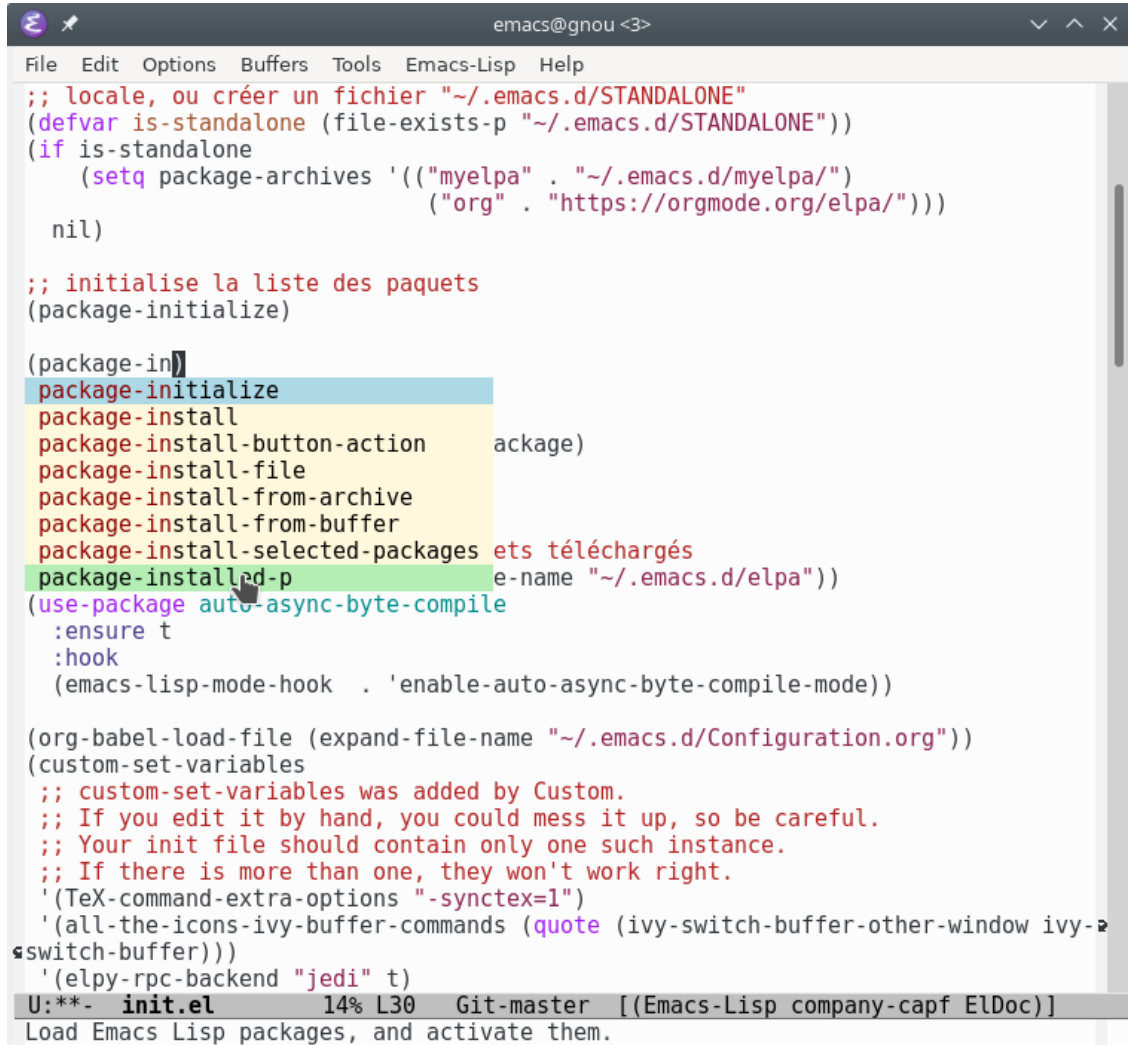 emacs@gnou <3>
File Edit Options Buffers Tools Emacs-Lisp Help
;; locale, ou créer un fichier "~/.emacs.d/STANDALONE"
(defvar is-standalone (file-exists-p "~/.emacs.d/STANDALONE"))
(if is-standalone
    (setq package-archives '(("myelpa" . "~/.emacs.d/myelpa/")
                              ("org" . "https://orgmode.org/elpa/")))
  nil)
;; initialise la liste des paquets
(package-initialize)
(package-in)
package-initialize
package-install
package-install-button-action ackage)
package-install-file
package-install-from-archive
package-install-from-buffer
package-install-selected-packages ets téléchargés
package-installed-p e-name "~/.emacs.d/elpa"))
(use-package auto-async-byte-compile
  :ensure t
  :hook
  (emacs-lisp-mode-hook  . 'enable-auto-async-byte-compile-mode))
(org-babel-load-file (expand-file-name "~/.emacs.d/Configuration.org"))
(custom-set-variables
 ;; custom-set-variables was added by Custom.
 ;; If you edit it by hand, you could mess it up, so be careful.
 ;; Your init file should contain only one such instance.
 ;; If there is more than one, they won't work right.
 '(TeX-command-extra-options "-synctex=1")
 '(all-the-icons-ivy-buffer-commands (quote (ivy-switch-buffer-other-window ivy-
switch-buffer)))
 '(elpy-rpc-backend "jedi" t)
U:**-  init.el        14% L30   Git-master  [(Emacs-Lisp company-capf ElDoc)]
Load Emacs Lisp packages, and activate them.